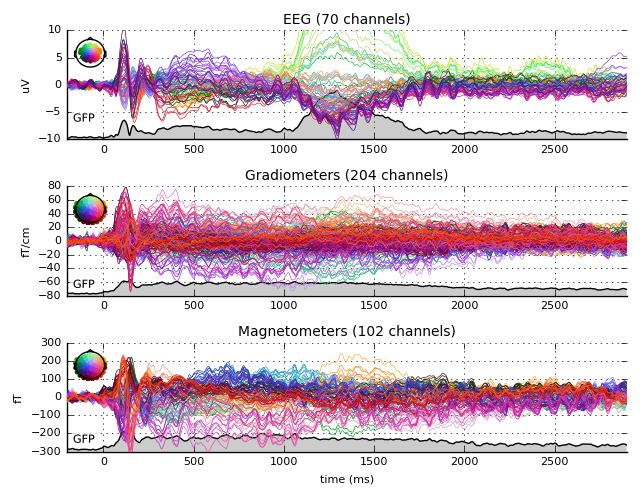 EEG (70 channels)
10
5
0
−5
−10
uV
GFP
0 500 1000 1500 2000 2500
Gradiometers (204 channels)
80
60
40
20
0
−20
−40
−60
−80
fT/cm
GFP
0 500 1000 1500 2000 2500
Magnetometers (102 channels)
300
200
100
0
−100
−200
−300
fT
GFP
0 500 1000 1500 2000 2500
time (ms)